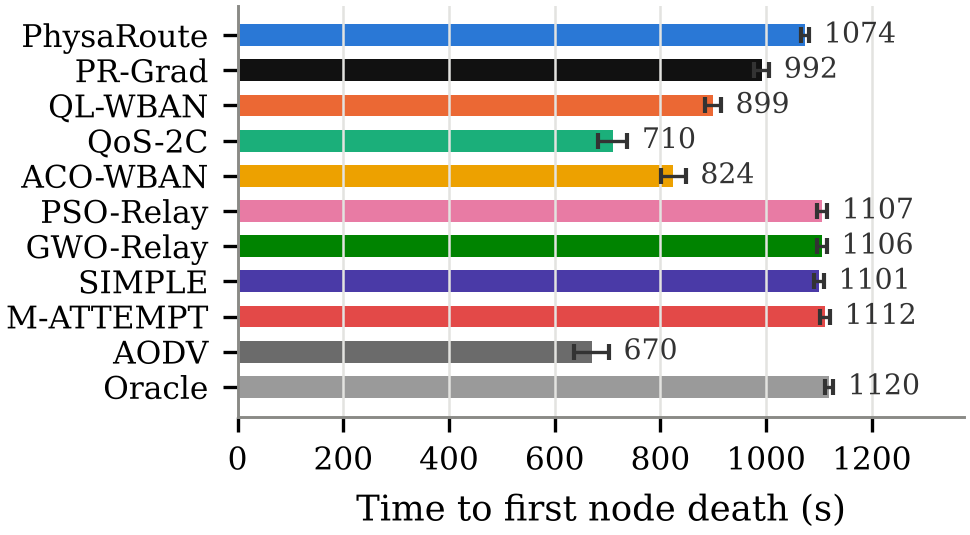 PhysaRoute 1074
PR-Grad 992
QL-WBAN 899
QoS-2C 710
ACO-WBAN 824
PSO-Relay 1107
GWO-Relay 1106
SIMPLE 1101
M-ATTEMPT 1112
AODV 670
Oracle 1120
0 200 400 600 800 1000 1200
Time to first node death (s)